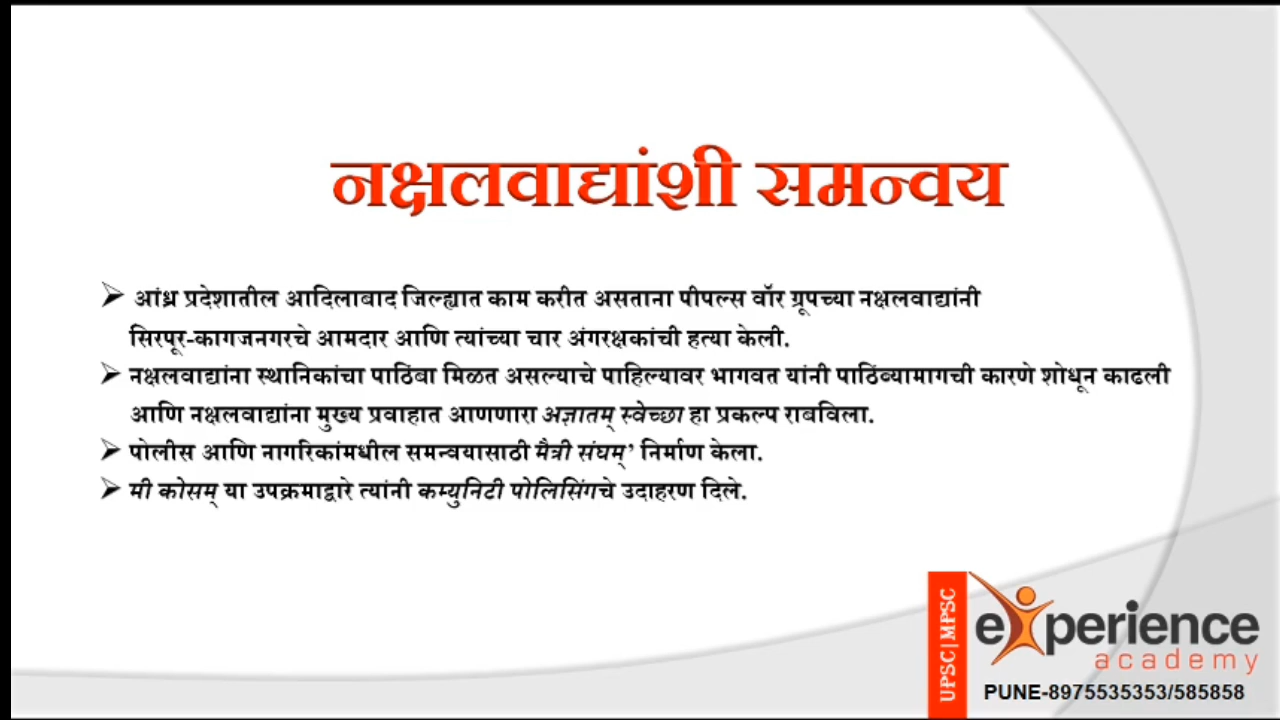 नक्षलवाद्यांशी समन्वय
➢ आंध्र प्रदेशातील आदिलाबाद जिल्ह्यात काम करीत असताना पीपल्स वॉर ग्रूपच्या नक्षलवाद्यांनी
सिरपूर-कागजनगरचे आमदार आणि त्यांच्या चार अंगरक्षकांची हत्या केली.
➢ नक्षलवाद्यांना स्थानिकांचा पाठिंबा मिळत असल्याचे पाहिल्यावर भागवत यांनी पाठिंब्यामागची कारणे शोधून काढली
आणि नक्षलवाद्यांना मुख्य प्रवाहात आणणारा अज्ञातम् स्वेच्छा हा प्रकल्प राबविला.
➢ पोलीस आणि नागरिकांमधील समन्वयासाठी मैत्री संघम्’ निर्माण केला.
➢ मी कोसम् या उपक्रमाद्वारे त्यांनी कम्युनिटी पोलिसिंगचे उदाहरण दिले.
UPSC|MPSC
experience
academy
PUNE-8975535353/585858